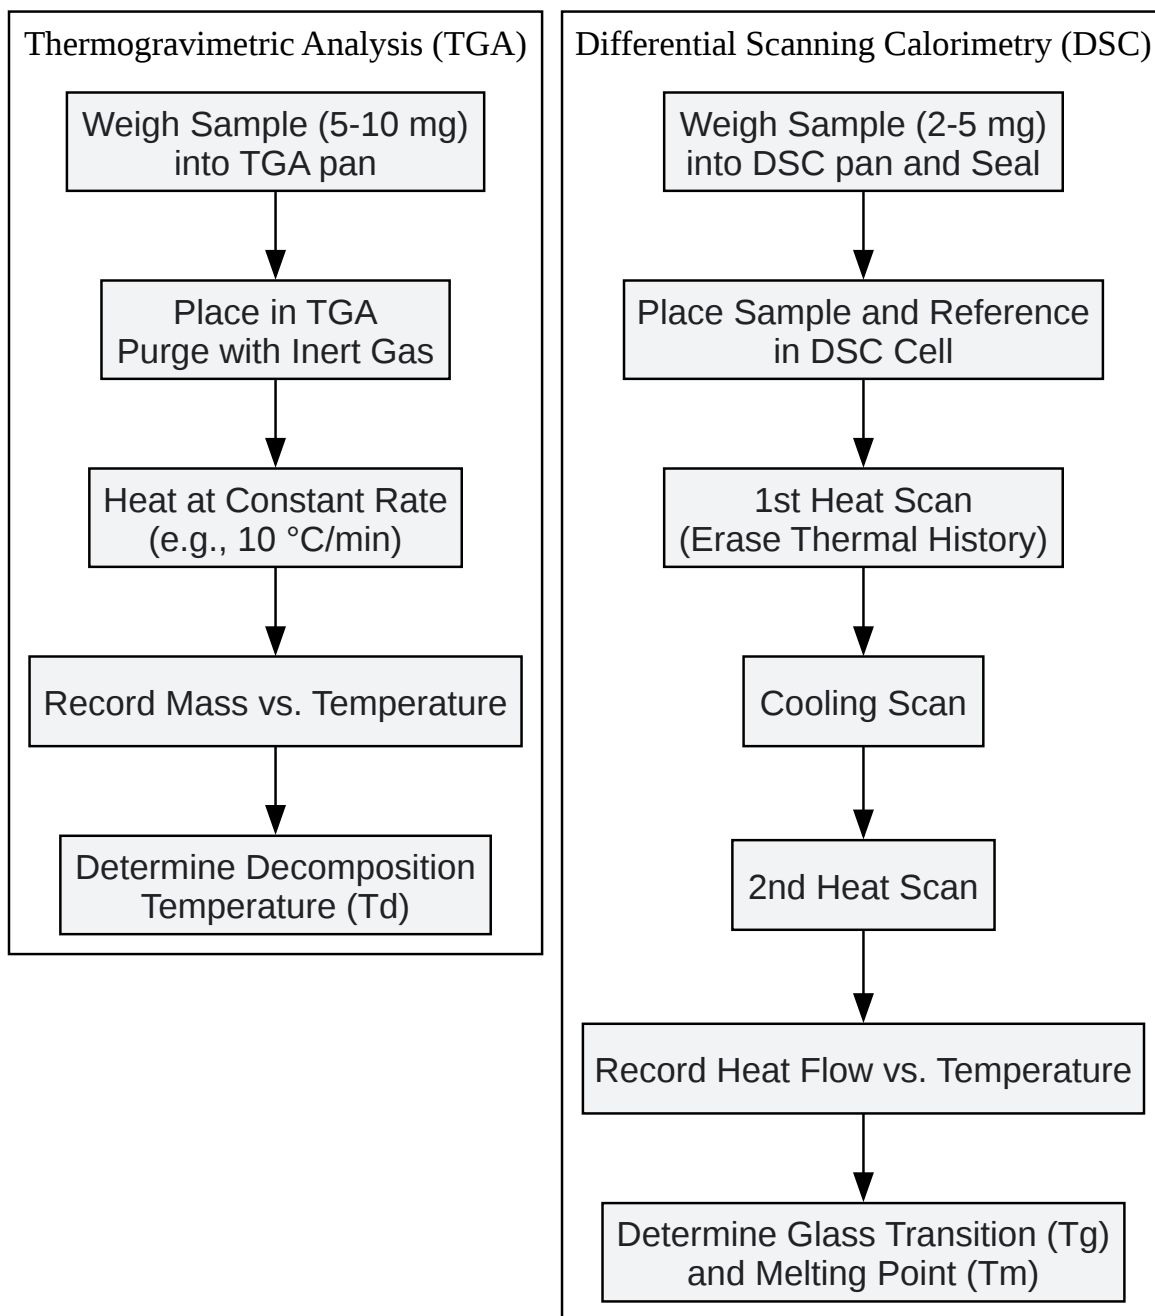 Thermogravimetric Analysis (TGA)
Weigh Sample (5-10 mg)
into TGA pan
Place in TGA
Purge with Inert Gas
Heat at Constant Rate
(e.g., 10 °C/min)
Record Mass vs. Temperature
Determine Decomposition
Temperature (Td)
Differential Scanning Calorimetry (DSC)
Weigh Sample (2-5 mg)
into DSC pan and Seal
Place Sample and Reference
in DSC Cell
1st Heat Scan
(Erase Thermal History)
Cooling Scan
2nd Heat Scan
Record Heat Flow vs. Temperature
Determine Glass Transition (Tg)
and Melting Point (Tm)